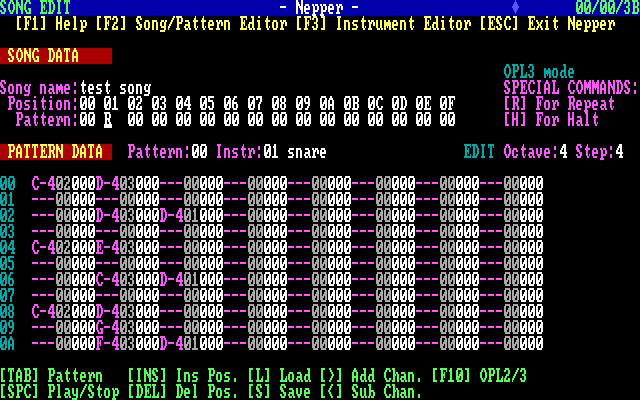 SONG EDIT - Nepper - ♦ 00/00/3B
[F1] Help [F2] Song/Pattern Editor [F3] Instrument Editor [ESC] Exit Nepper
SONG DATA
OPL3 mode
Song name:test song SPECIAL COMMANDS:
Position:00 01 02 03 04 05 06 07 08 09 0A 0B 0C 0D 0E 0F [R] For Repeat
Pattern:00 R 00 00 00 00 00 00 00 00 00 00 00 00 00 00 [H] For Halt
PATTERN DATA Pattern:00 Instr:01 snare EDIT Octave:4 Step:4
00 C-402000D-403000---00000---00000---00000---00000---00000---00000
01 ---00000---00000---00000---00000---00000---00000---00000---00000
02 ---00000D-403000D-401000---00000---00000---00000---00000---00000
03 ---00000---00000---00000---00000---00000---00000---00000---00000
04 C-402000E-403000---00000---00000---00000---00000---00000---00000
05 ---00000---00000---00000---00000---00000---00000---00000---00000
06 ---00000C-403000D-401000---00000---00000---00000---00000---00000
07 ---00000---00000---00000---00000---00000---00000---00000---00000
08 C-402000D-403000---00000---00000---00000---00000---00000---00000
09 ---00000G-403000---00000---00000---00000---00000---00000---00000
0A ---00000F-403000D-401000---00000---00000---00000---00000---00000
[TAB] Pattern [INS] Ins Pos. [L] Load [>] Add Chan. [F10] OPL2/3
[SPC] Play/Stop [DEL] Del Pos. [S] Save [<] Sub Chan.